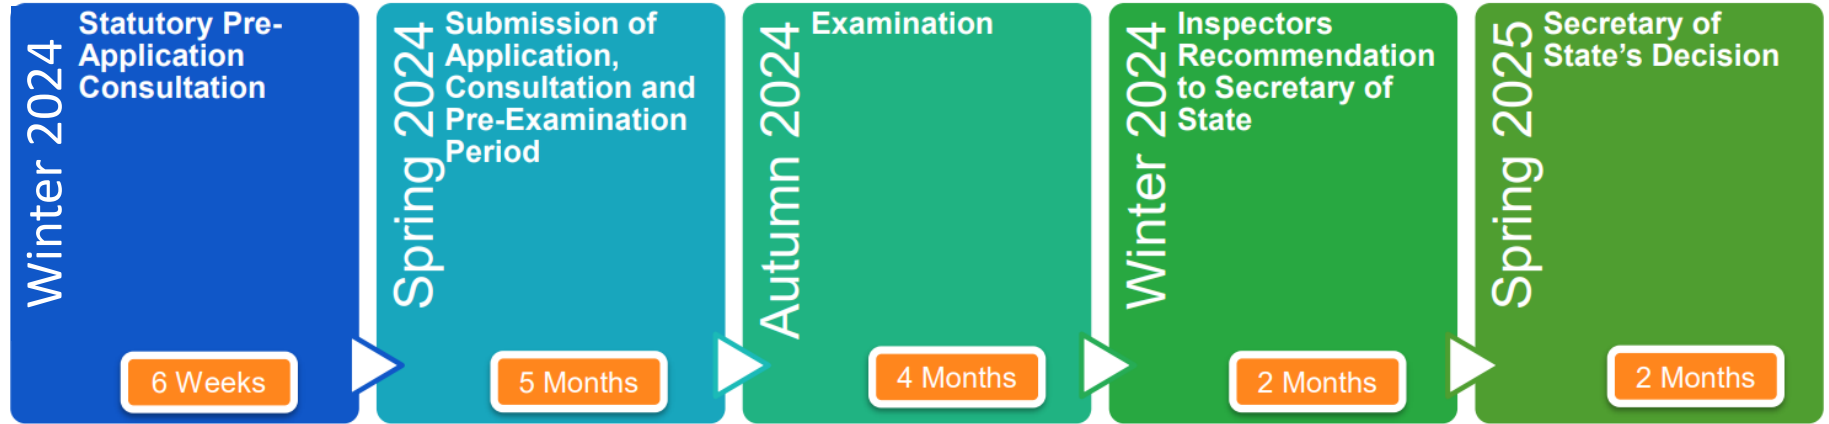 Winter 2024
Statutory Pre-
Application
Consultation
6 Weeks
Spring 2024
Submission of
Application,
Consultation and
Pre-Examination
Period
5 Months
Autumn 2024
Examination
4 Months
Winter 2024
Inspectors
Recommendation
to Secretary of
State
2 Months
Spring 2025
Secretary of
State's Decision
2 Months